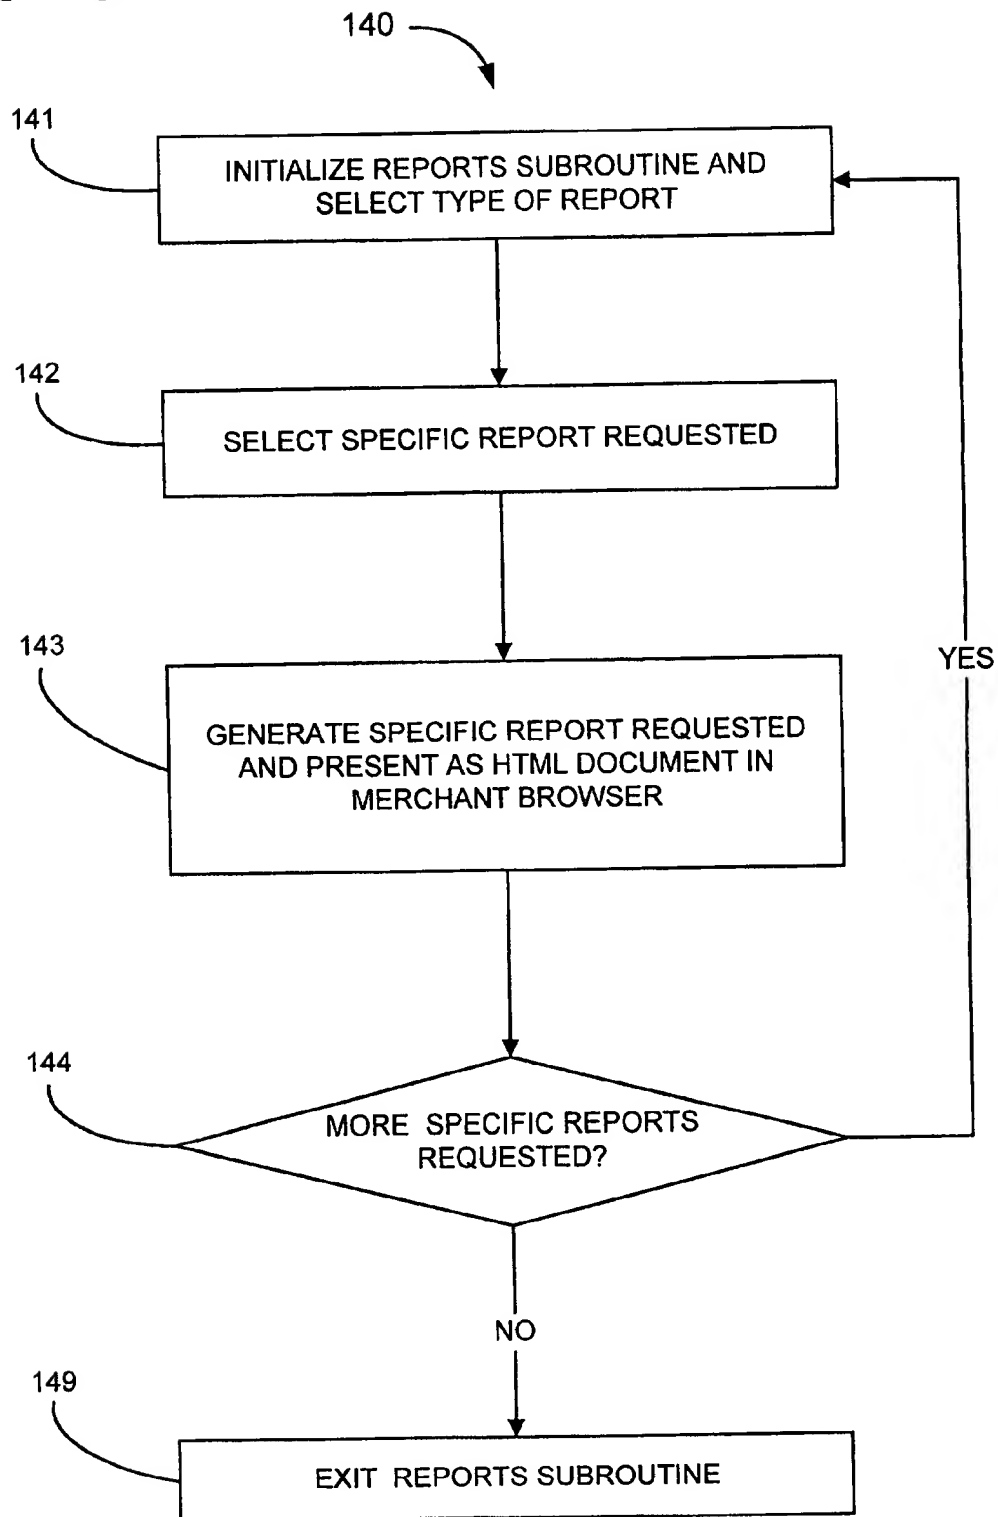 140
141
INITIALIZE REPORTS SUBROUTINE AND
SELECT TYPE OF REPORT
142
SELECT SPECIFIC REPORT REQUESTED
143
GENERATE SPECIFIC REPORT REQUESTED
AND PRESENT AS HTML DOCUMENT IN
MERCHANT BROWSER
YES
144
MORE SPECIFIC REPORTS
REQUESTED?
NO
149
EXIT REPORTS SUBROUTINE